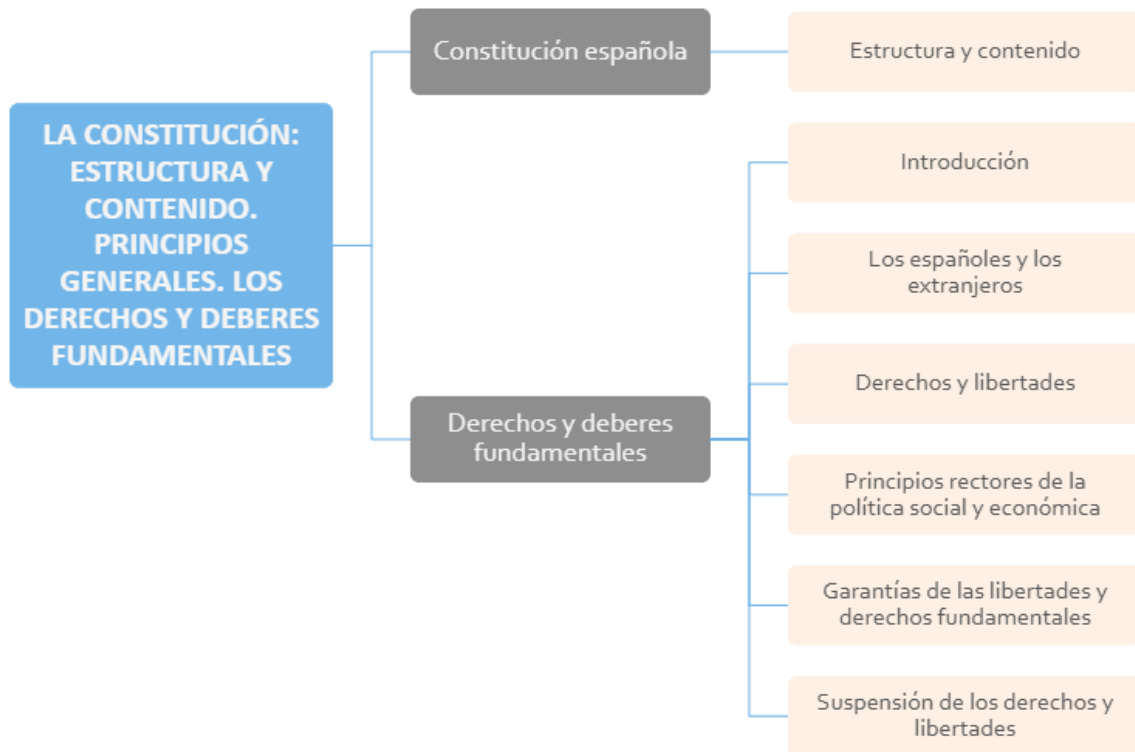 LA CONSTITUCIÓN:
ESTRUCTURA Y
CONTENIDO.
PRINCIPIOS
GENERALES. LOS
DERECHOS Y DEBERES
FUNDAMENTALES
Constitución española
Estructura y contenido
Derechos y deberes
fundamentales
Introducción
Los españoles y los
extranjeros
Derechos y libertades
Principios rectores de la
política social y económica
Garantías de las libertades y
derechos fundamentales
Suspensión de los derechos y
libertades